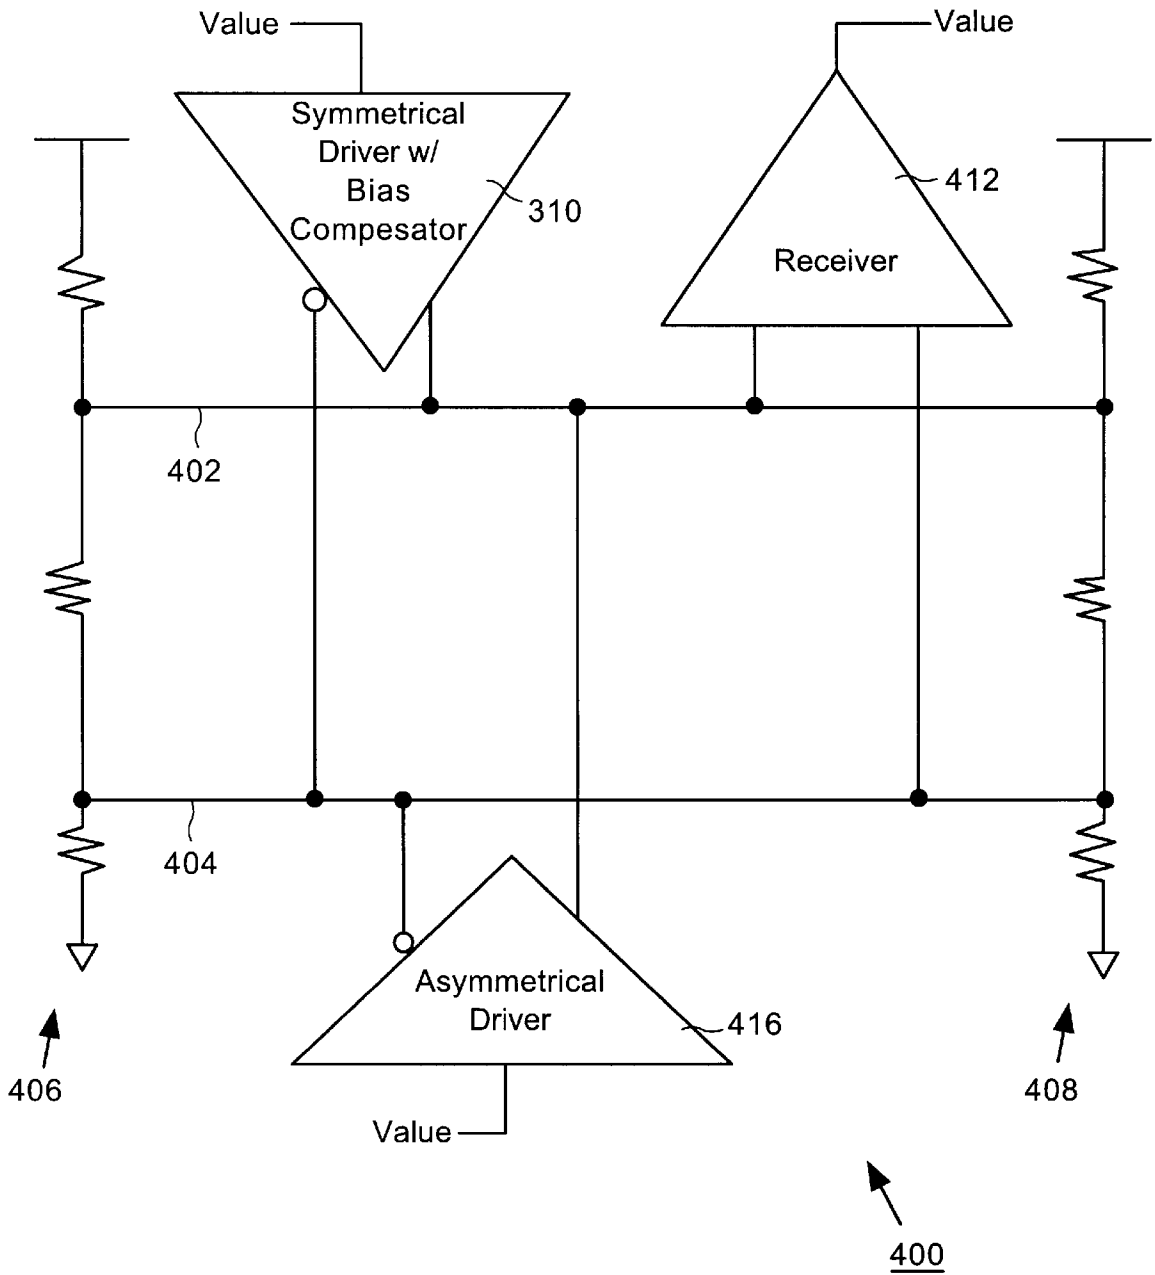 Value
Value
Symmetrical
Driver w/
Bias
Compesator
310
412
Receiver
402
404
Asymmetrical
Driver
416
406
408
Value
400